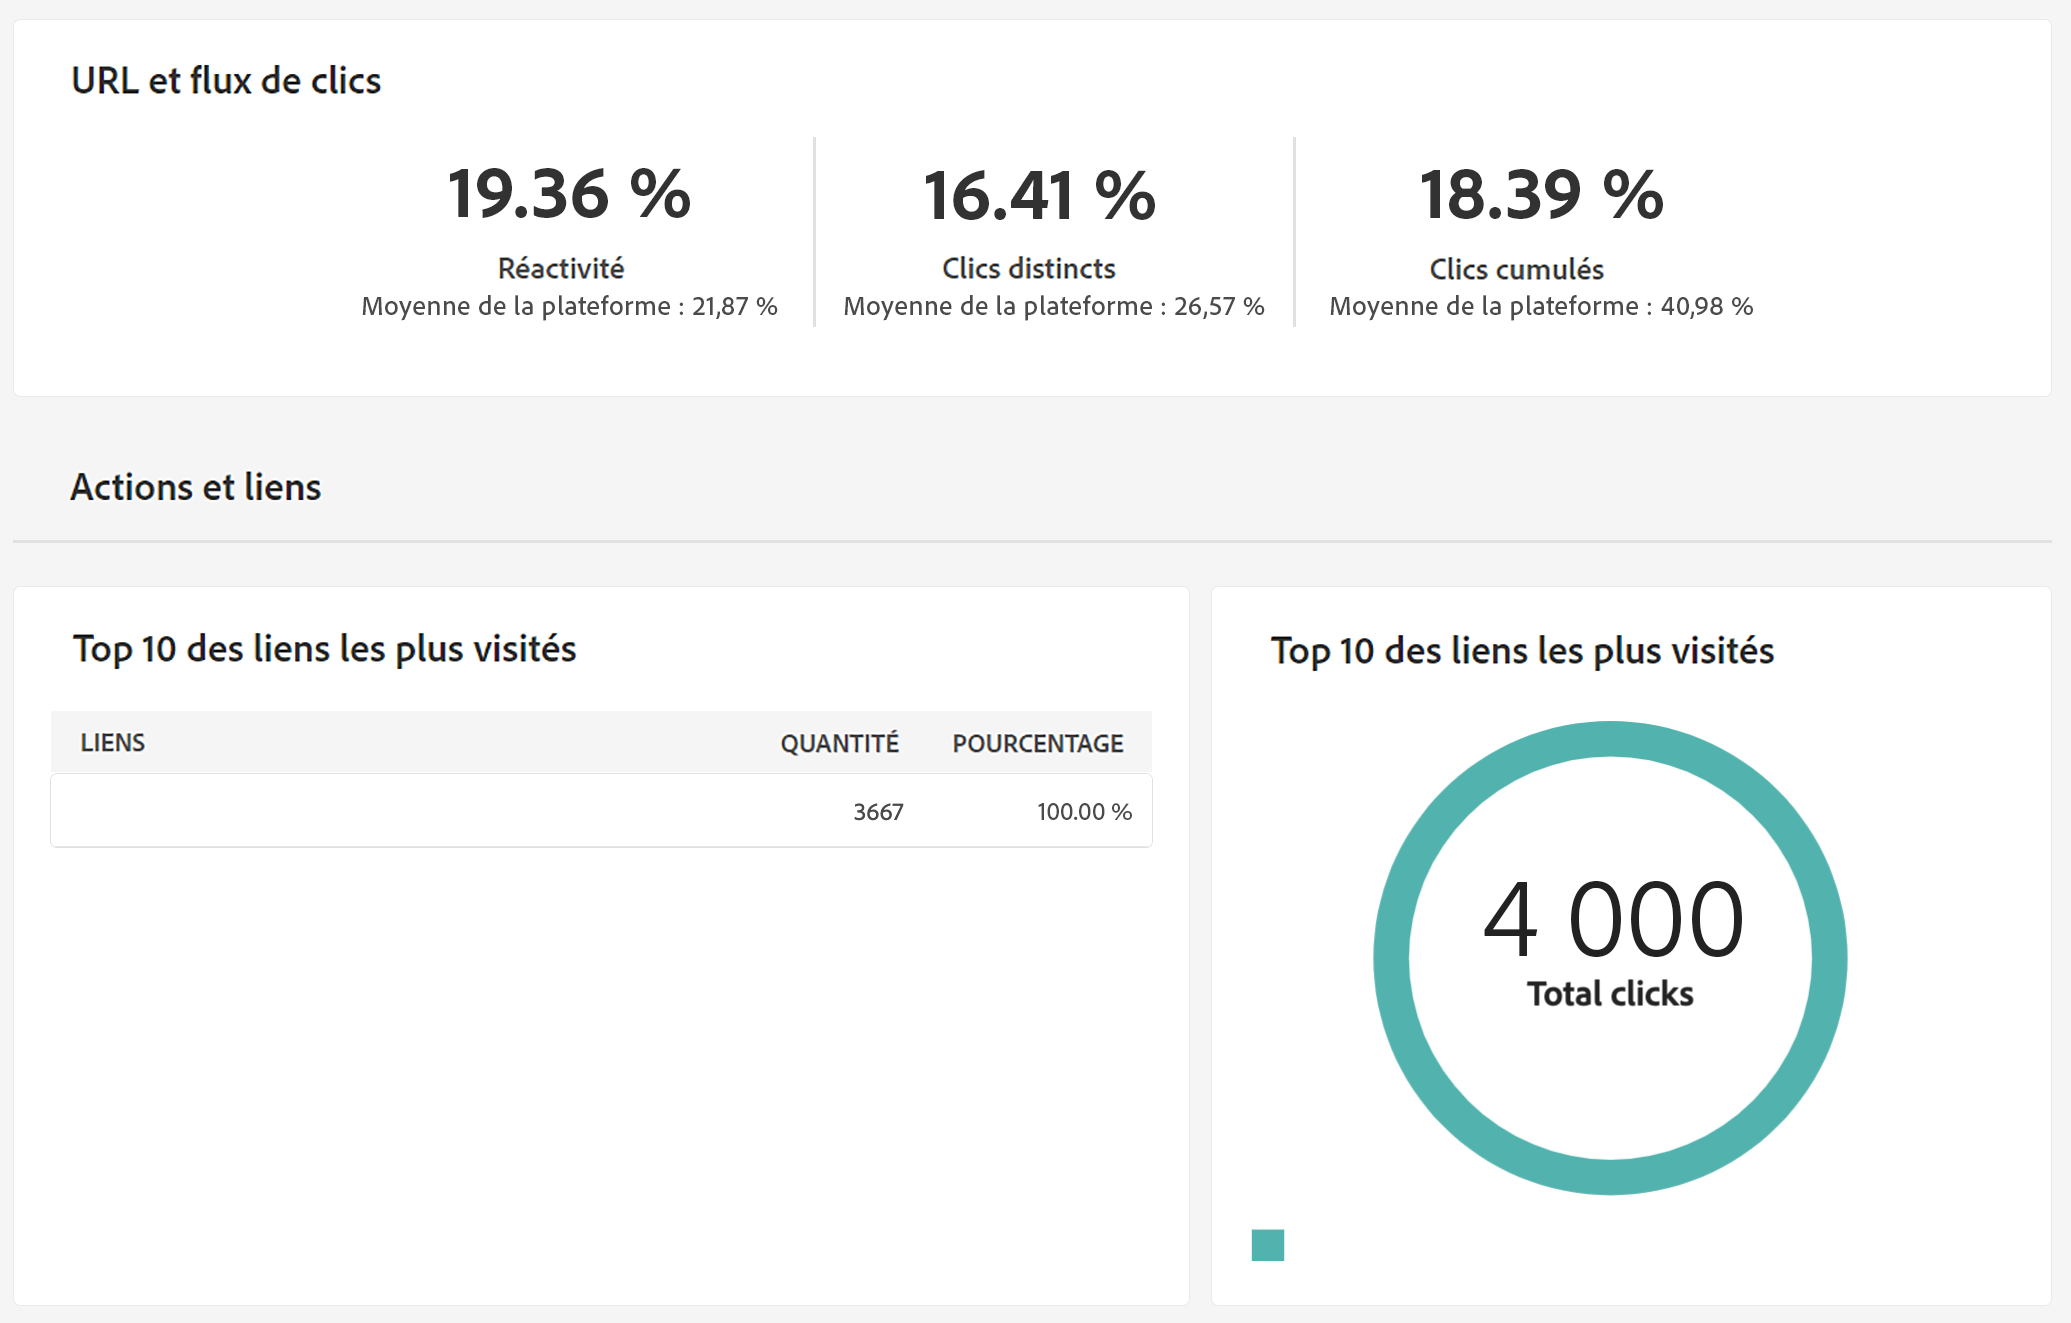 URL et flux de clics
19.36 % 16.41 % 18.39 %
Réactivité Clics distincts Clics cumulés
Moyenne de la plateforme : 21,87 % Moyenne de la plateforme : 26,57 % Moyenne de la plateforme : 40,98 %
Actions et liens
Top 10 des liens les plus visités
LIENS QUANTITÉ POURCENTAGE
3667 100.00 %
Top 10 des liens les plus visités
4 000
Total clicks